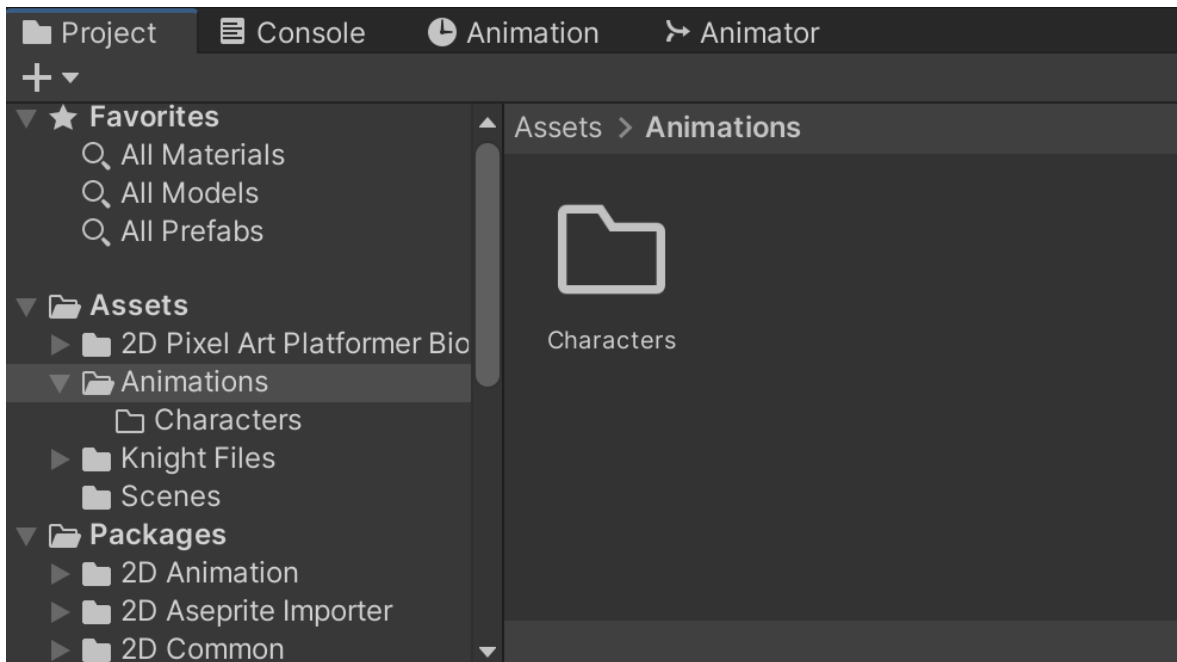 Project Console Animation Animator
Favorites
All Materials
All Models
All Prefabs
Assets
2D Pixel Art Platformer Bio
Animations
Characters
Knight Files
Scenes
Packages
2D Animation
2D Aseprite Importer
2D Common
Assets > Animations
Characters